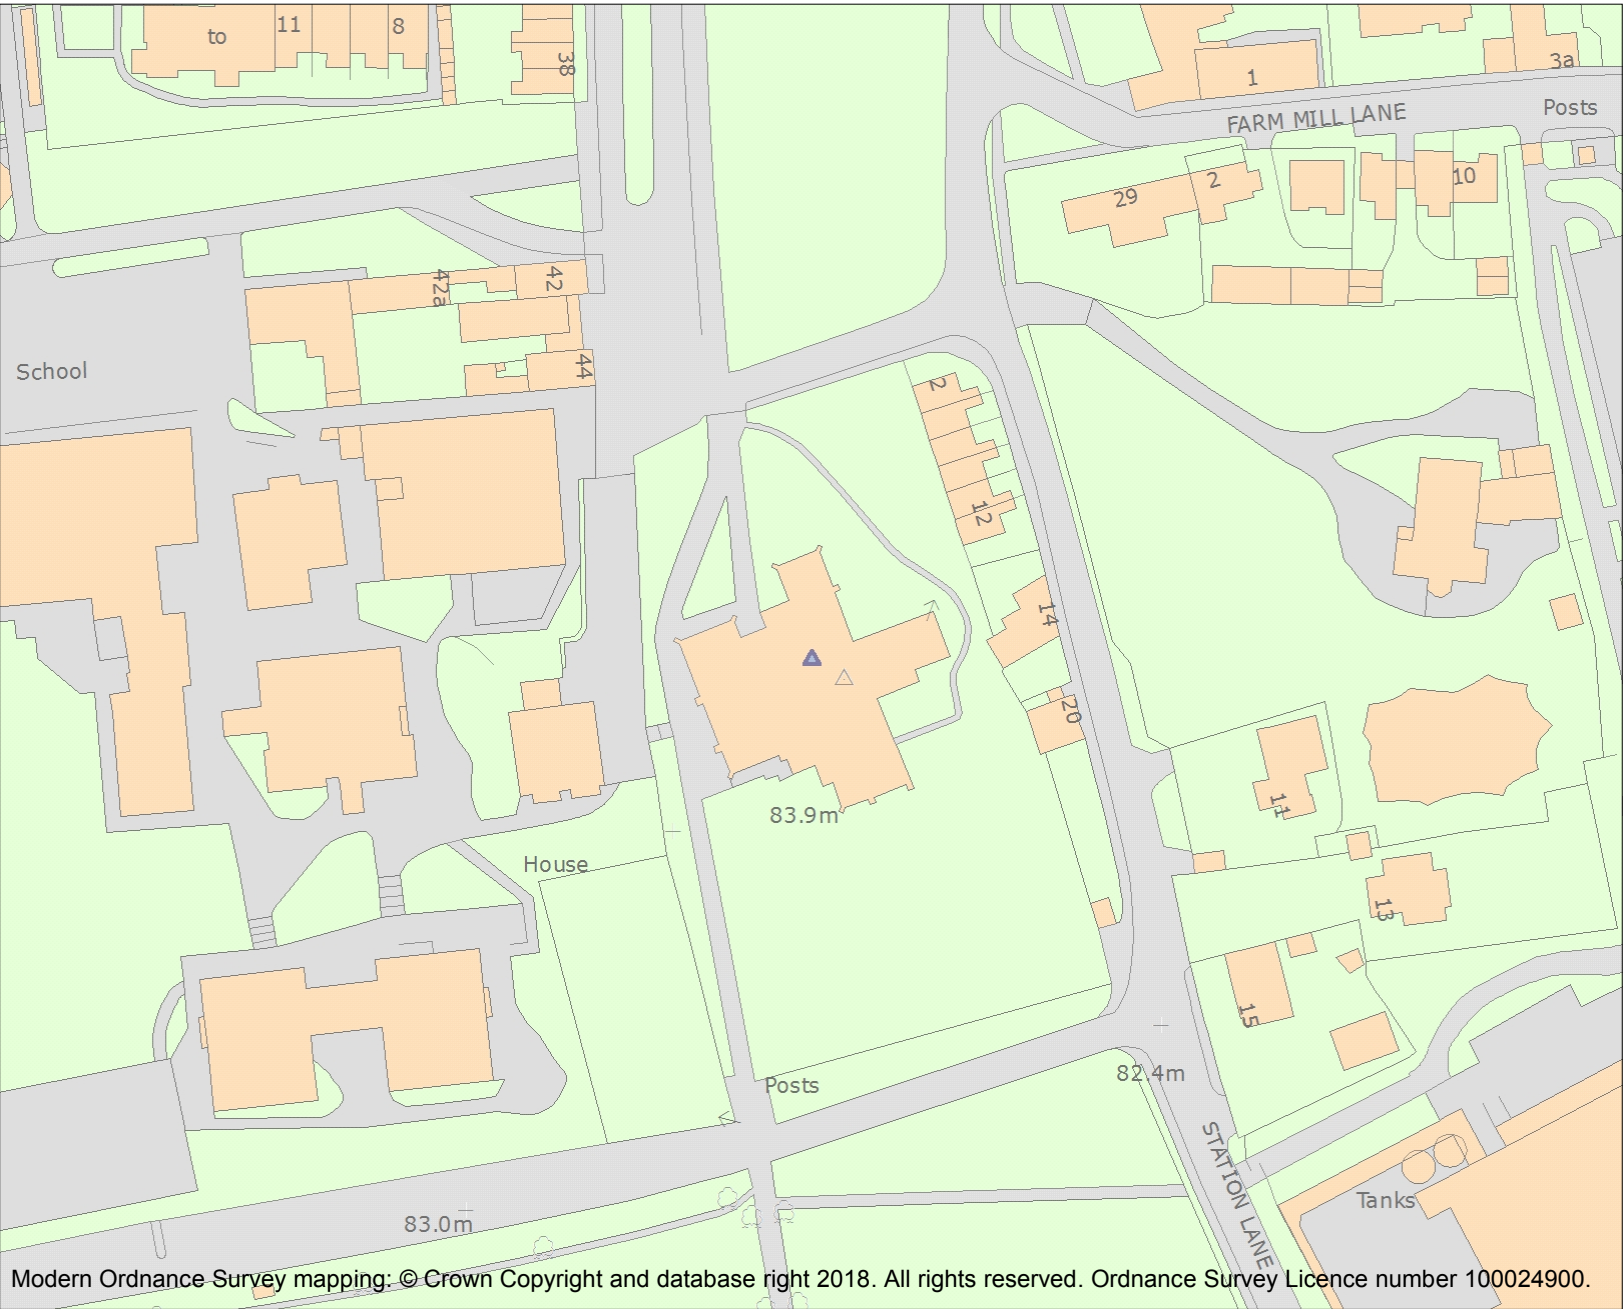 to
11
8
38
1
3a
FARM MILL LANE
Posts
29
2
10
42a
42
44
School
2
12
14
20
11
83.9m
House
13
15
Posts
82.4m
STATION LANE
Tanks
83.0m
Modern Ordnance Survey mapping: © Crown Copyright and database right 2018. All rights reserved. Ordnance Survey Licence number 100024900.